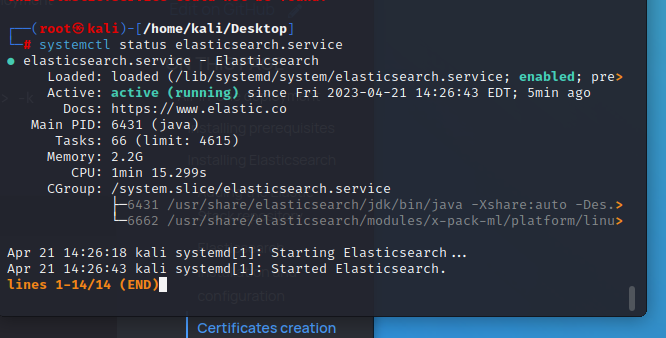 ┌──(root㉿kali)-[/home/kali/Desktop]
└─# systemctl status elasticsearch.service
● elasticsearch.service - Elasticsearch
Loaded: loaded (/lib/systemd/system/elasticsearch.service; enabled; pre>
Active: active (running) since Fri 2023-04-21 14:26:43 EDT; 5min ago
Docs: https://www.elastic.co
Installing prerequisites
Main PID: 6431 (java)
Tasks: 66 (limit: 4615)
Installing Elasticsearch
Memory: 2.2G
CPU: 1min 15.299s
CGroup: /system.slice/elasticsearch.service
├─6431 /usr/share/elasticsearch/jdk/bin/java -Xshare:auto -Des.>
└─6662 /usr/share/elasticsearch/modules/x-pack-ml/platform/linu>
Apr 21 14:26:18 kali systemd[1]: Starting Elasticsearch...
Apr 21 14:26:43 kali systemd[1]: Started Elasticsearch.
lines 1-14/14 (END)
configuration
Certificates creation